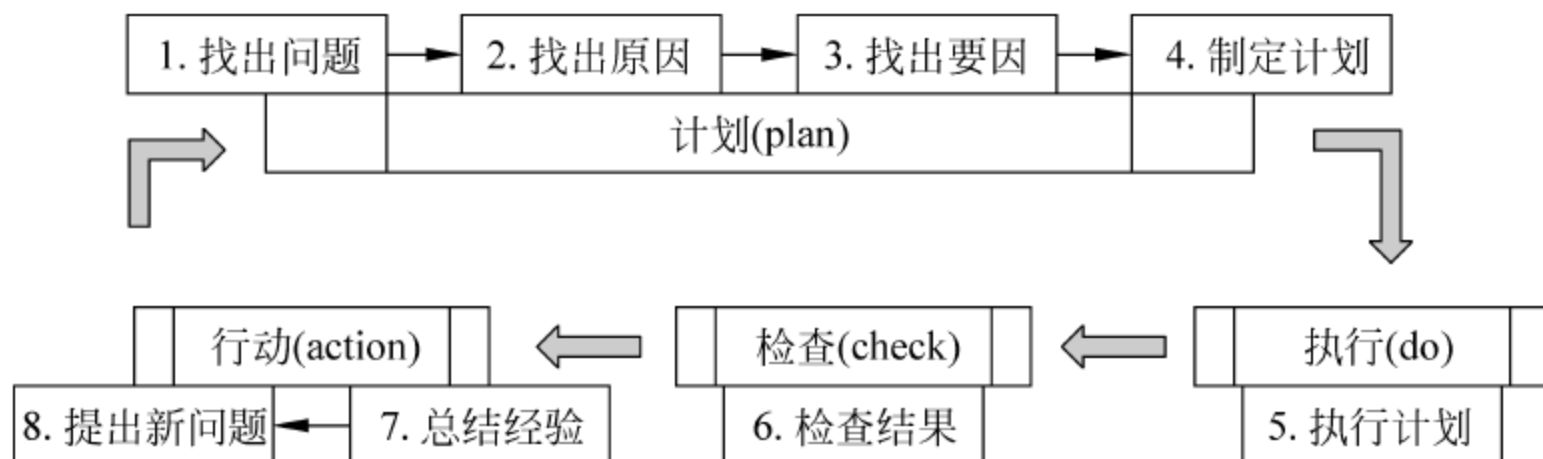 1. 找出问题
2. 找出原因
3. 找出要因
4. 制定计划
计划(plan)
行动(action)
检查(check)
执行(do)
8. 提出新问题
7. 总结经验
6. 检查结果
5. 执行计划